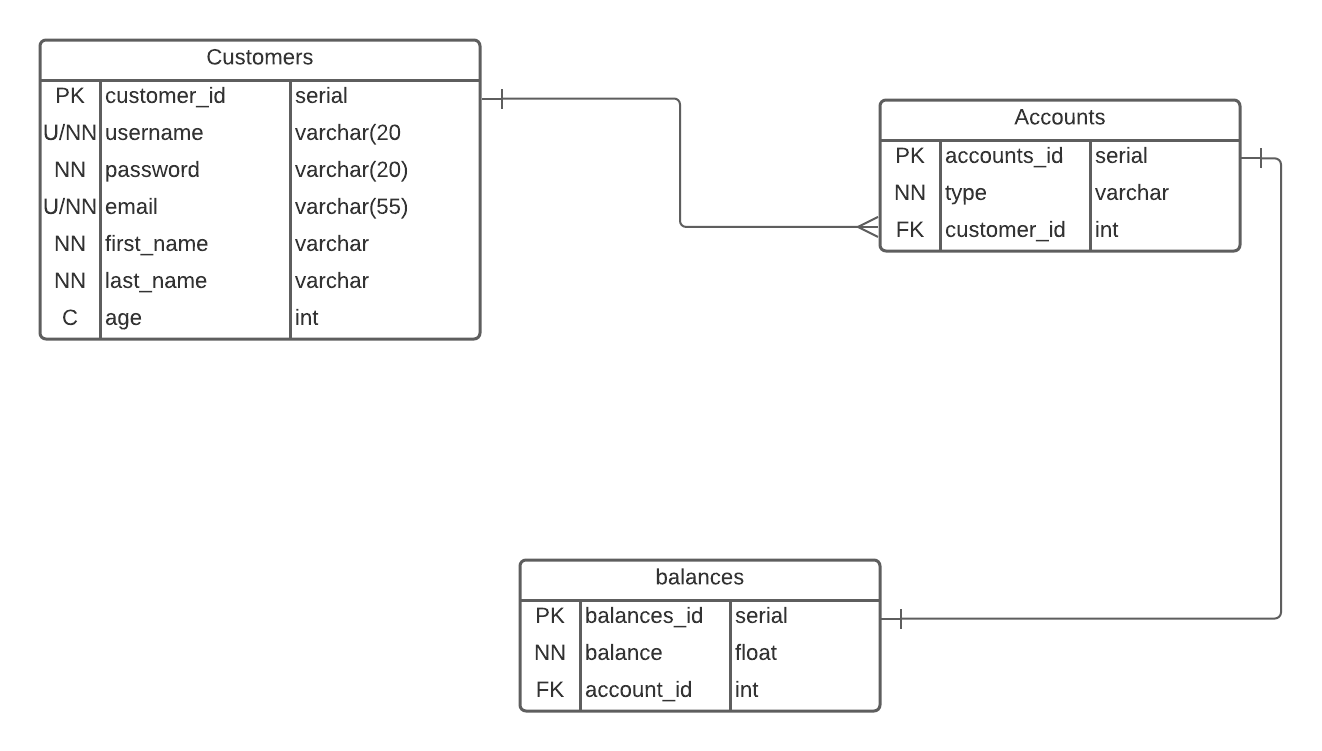 Customers
PK customer_id serial
U/NN username varchar(20
NN password varchar(20)
U/NN email varchar(55)
NN first_name varchar
NN last_name varchar
C age int
Accounts
PK accounts_id serial
NN type varchar
FK customer_id int
balances
PK balances_id serial
NN balance float
FK account_id int